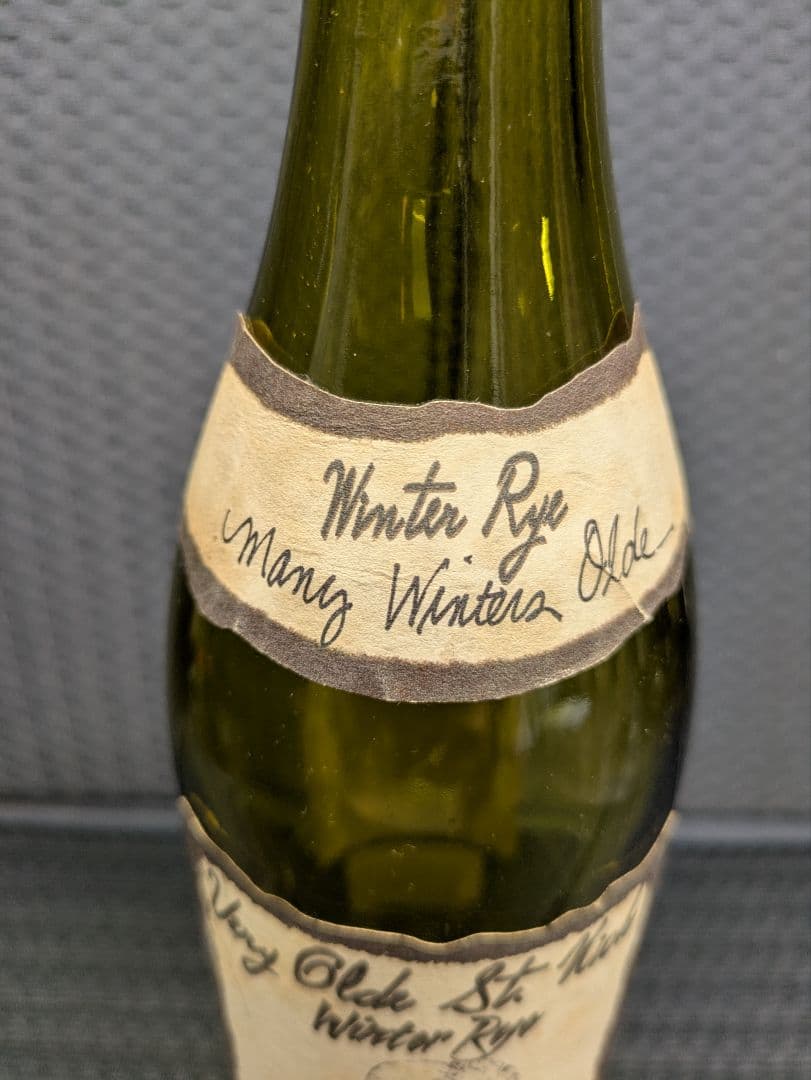 Winter Rye
Many Winters Olde
Very Olde St. Nick
Winter Rye